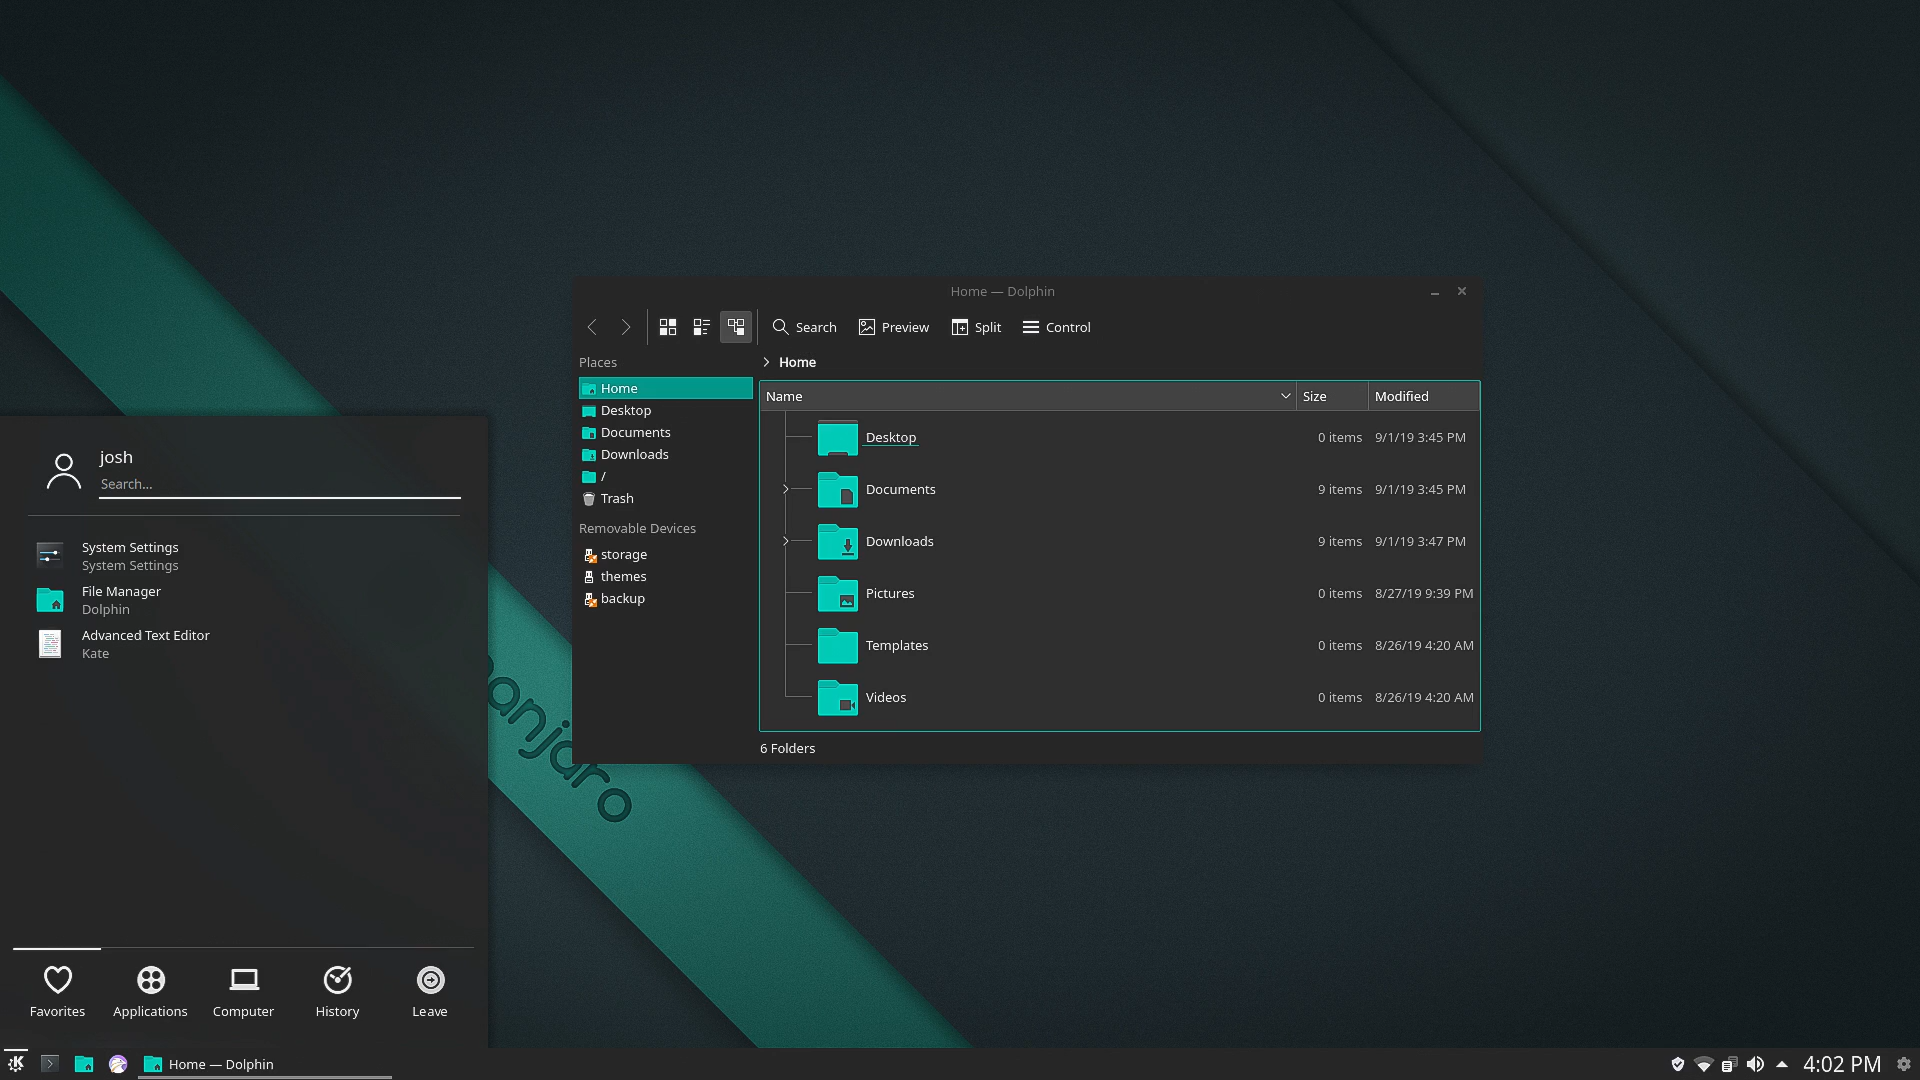 Home — Dolphin
Search Preview Split Control
Places
Home
Desktop
Documents
Downloads
/
Trash
Removable Devices
storage
themes
backup
Home
Name Size Modified
Desktop 0 items 9/1/19 3:45 PM
Documents 9 items 9/1/19 3:45 PM
Downloads 9 items 9/1/19 3:47 PM
Pictures 0 items 8/27/19 9:39 PM
Templates 0 items 8/26/19 4:20 AM
Videos 0 items 8/26/19 4:20 AM
6 Folders
josh
Search...
System Settings
System Settings
File Manager
Dolphin
Advanced Text Editor
Kate
Favorites Applications Computer History Leave
Home — Dolphin
4:02 PM